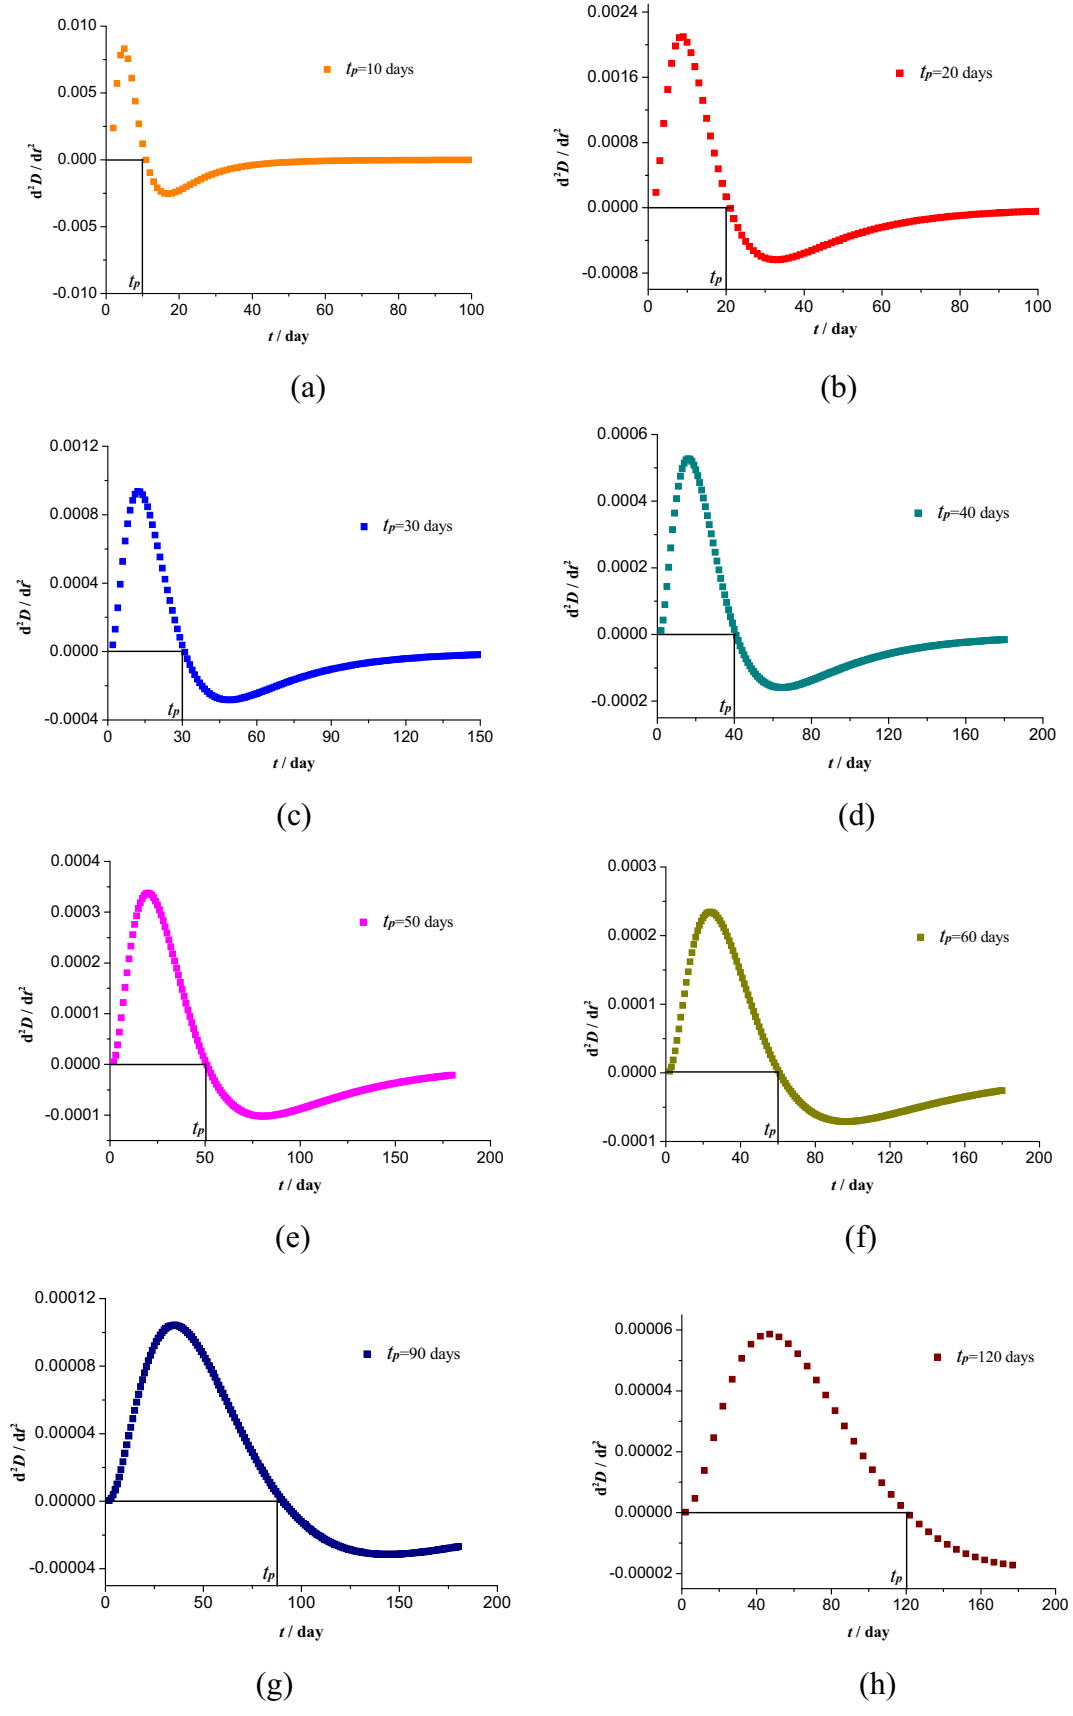 0.010
0.005
0.000
-0.005
-0.010
d²D / dt²
tp=10 days
tp
0 20 40 60 80 100
t / day
(a)
0.0024
0.0016
0.0008
0.0000
-0.0008
d²D / dt²
tp=20 days
tp
0 20 40 60 80 100
t / day
(b)
0.0012
0.0008
0.0004
0.0000
-0.0004
d²D / dt²
tp=30 days
tp
0 30 60 90 120 150
t / day
(c)
0.0006
0.0004
0.0002
0.0000
-0.0002
d²D / dt²
tp=40 days
tp
0 40 80 120 160 200
t / day
(d)
0.0004
0.0003
0.0002
0.0001
0.0000
-0.0001
d²D / dt²
tp=50 days
tp
0 50 100 150 200
t / day
(e)
0.0003
0.0002
0.0001
0.0000
-0.0001
d²D / dt²
tp=60 days
tp
0 40 80 120 160 200
t / day
(f)
0.00012
0.00008
0.00004
0.00000
-0.00004
d²D / dt²
tp=90 days
tp
0 50 100 150 200
t / day
(g)
0.00006
0.00004
0.00002
0.00000
-0.00002
d²D / dt²
tp=120 days
tp
0 40 80 120 160 200
t / day
(h)